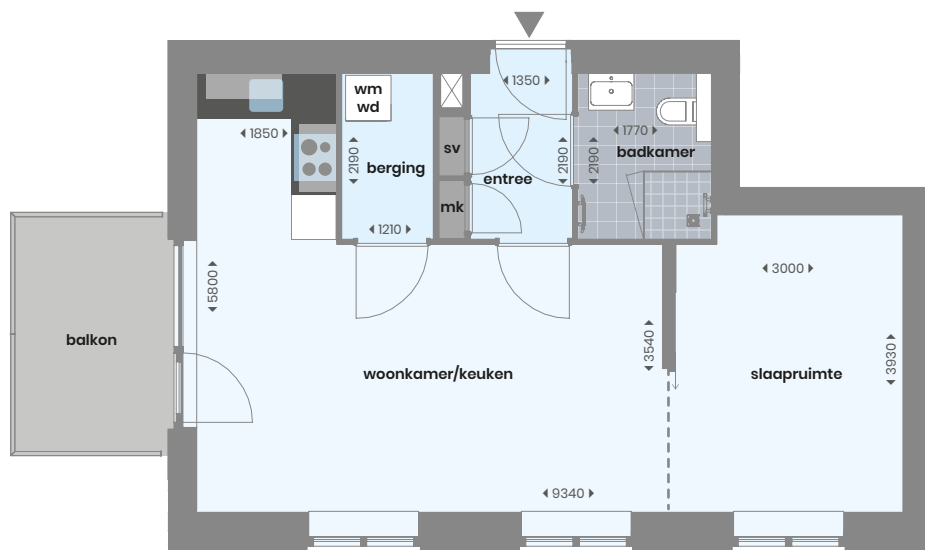 1350
wm
wd
1850
1770
2190
berging
sv
entree
2190
2190
badkamer
mk
1210
5800
3000
balkon
3540
3930
woonkamer/keuken
slaapruimte
9340